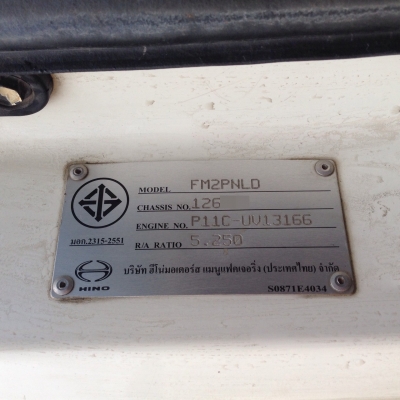 MODEL FM2PNLD
CHASSIS NO. 126
ENGINE NO. P11C-UV13166
มอก.2315-2551
R/A RATIO 5.250
HINO
บริษัท ฮีโน่มอเตอร์ส แมนูแฟคเจอริ่ง (ประเทศไทย) จำกัด
S0871E4034